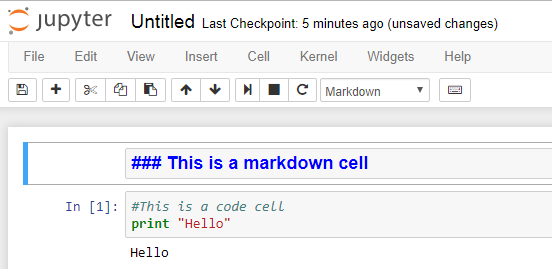 jupyter Untitled Last Checkpoint: 5 minutes ago (unsaved changes)
File Edit View Insert Cell Kernel Widgets Help
Markdown
### This is a markdown cell
In [1]: #This is a code cell
print "Hello"
Hello